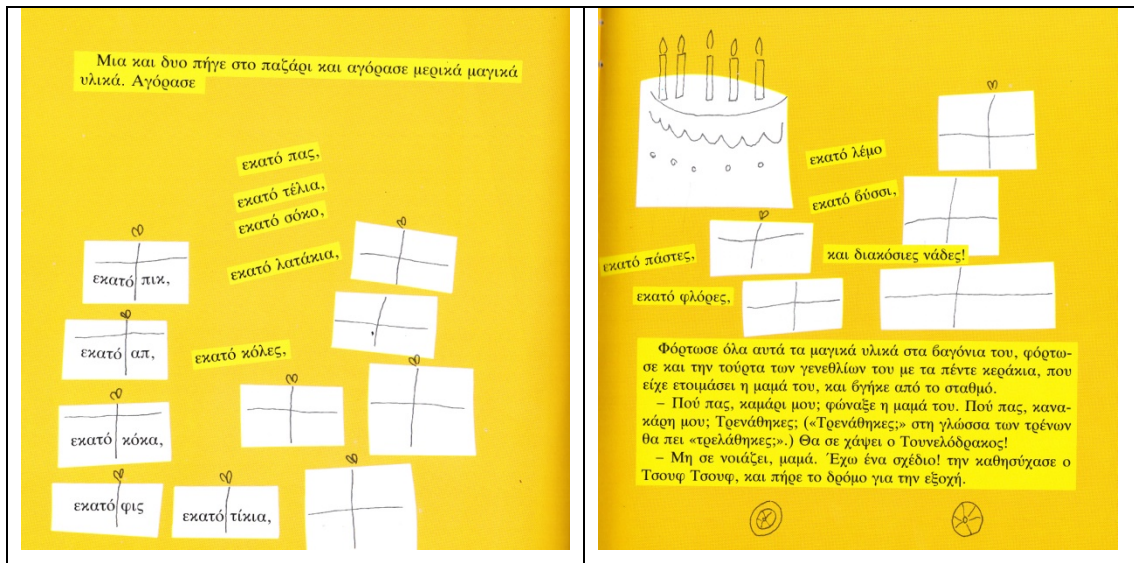 Μια και δυο πήγε στο παζάρι και αγόρασε μερικά μαγικά
υλικά. Αγόρασε
εκατό πας,
εκατό τέλια,
εκατό σόκο,
εκατό λατάκια,
εκατό πικ,
εκατό απ,
εκατό κόλες,
εκατό κόκα,
εκατό φις
εκατό τίκια,
εκατό λέμο
εκατό βύσσι,
εκατό πάστες,
και διακόσιες νάδες!
εκατό φλόρες,
Φόρτωσε όλα αυτά τα μαγικά υλικά στα βαγόνια του, φόρτω-
σε και την τούρτα των γενεθλίων του με τα πέντε κεράκια, που
είχε ετοιμάσει η μαμά του, και βγήκε από το σταθμό.
– Πού πας, καμάρι μου; φώναξε η μαμά του. Πού πας, κανα-
κάρη μου; Τρενάθηκες; («Τρενάθηκες;» στη γλώσσα των τρένων
θα πει «τρελάθηκες;».) Θα σε χάψει ο Τουνελόδρακος!
– Μη σε νοιάζει, μαμά. Έχω ένα σχέδιο! την καθησύχασε ο
Τσουφ Τσουφ, και πήρε το δρόμο για την εξοχή.